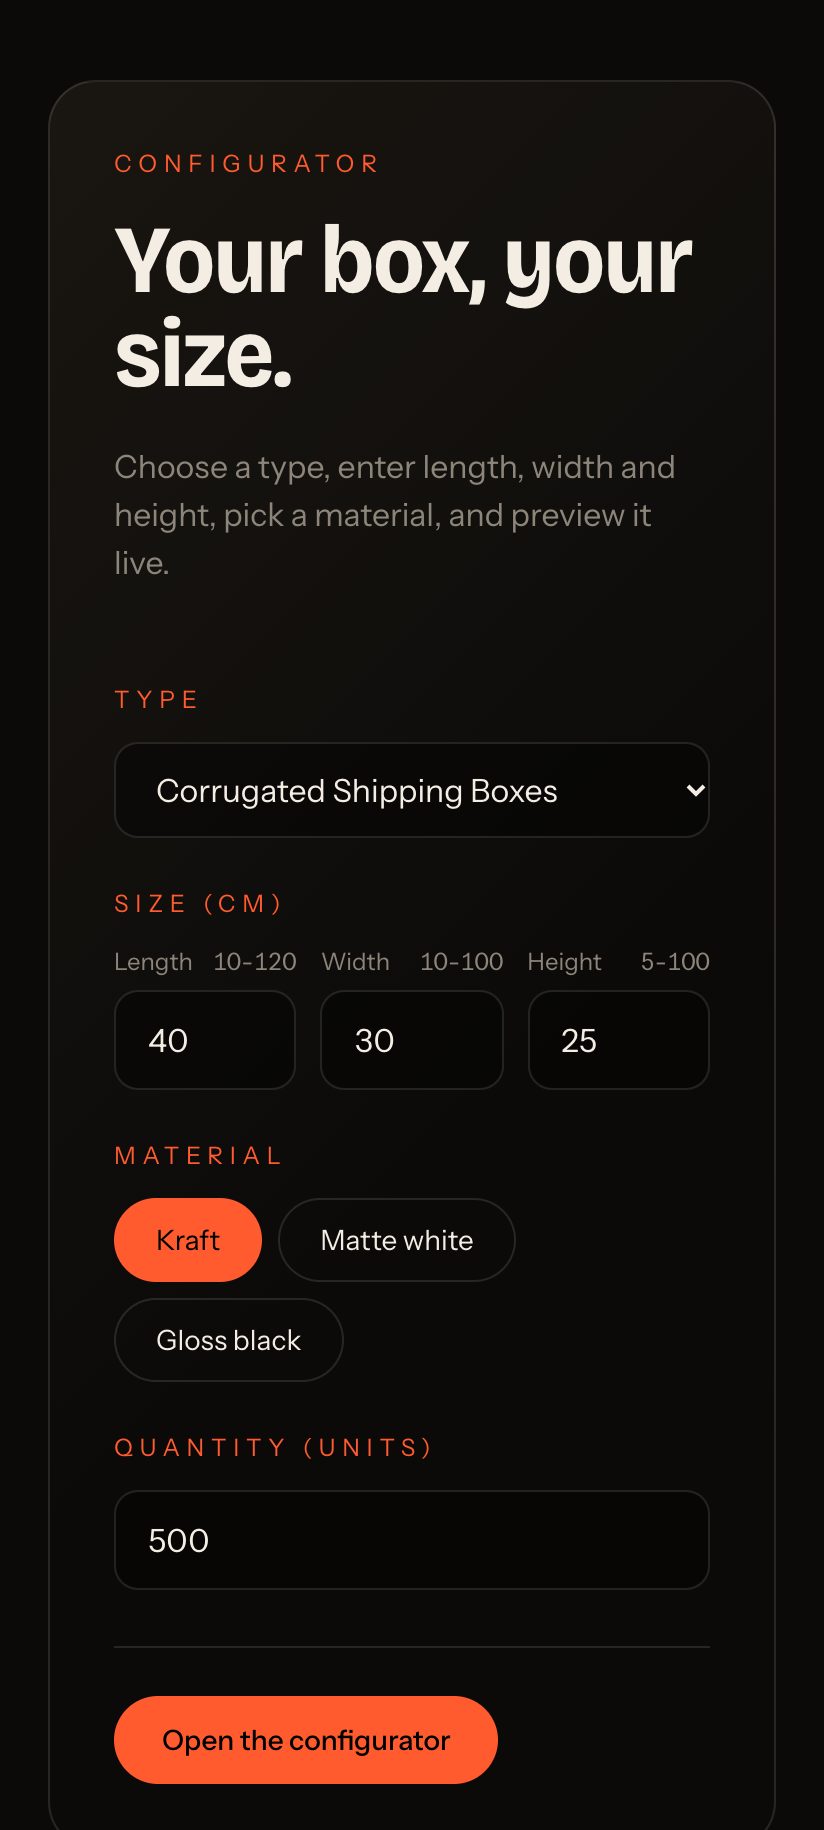 CONFIGURATOR
Your box, your
size.
Choose a type, enter length, width and
height, pick a material, and preview it
live.
TYPE
Corrugated Shipping Boxes
SIZE (CM)
Length 10-120 Width 10-100 Height 5-100
40 30 25
MATERIAL
Kraft Matte white
Gloss black
QUANTITY (UNITS)
500
Open the configurator